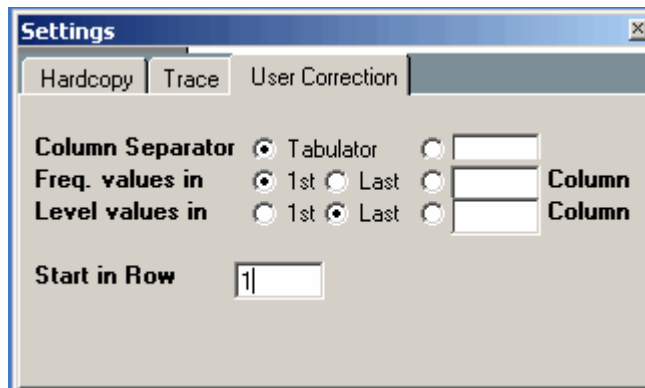 Settings
Hardcopy Trace User Correction
Column Separator Tabulator
Freq. values in 1st Last Column
Level values in 1st Last Column
Start in Row 1